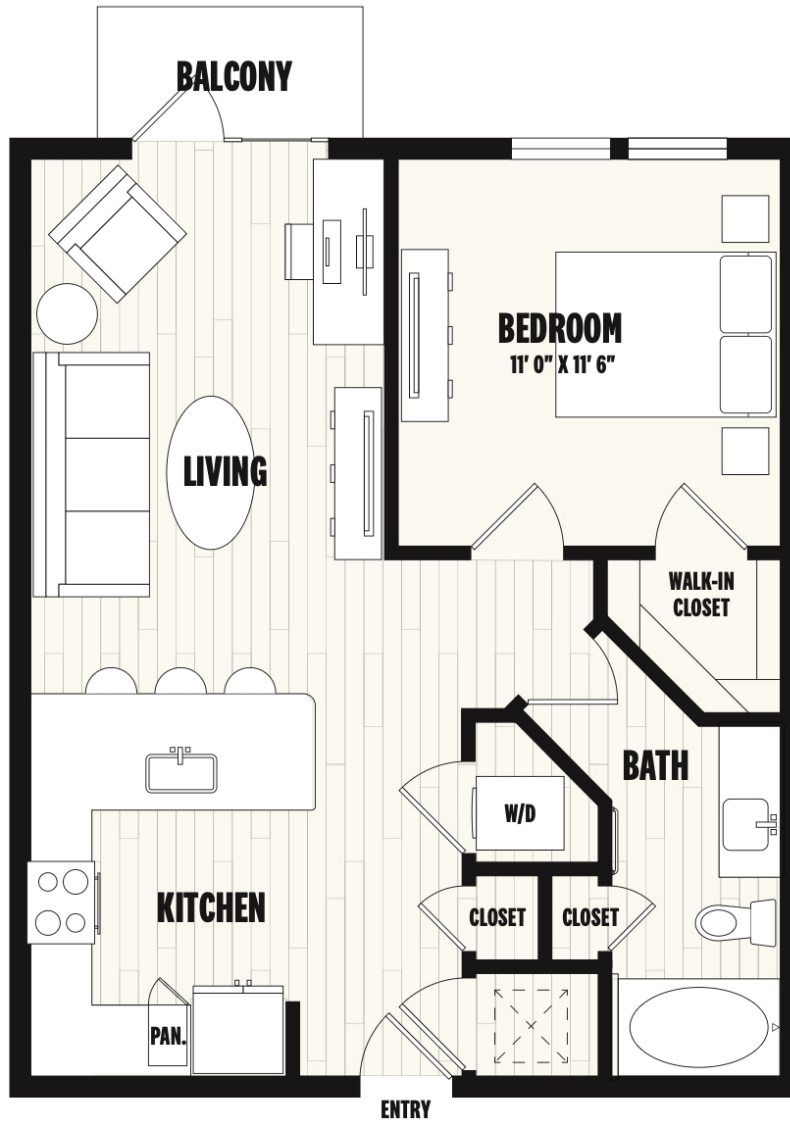 BALCONY
BEDROOM
11' 0" X 11' 6"
LIVING
WALK-IN
CLOSET
BATH
W/D
KITCHEN
CLOSET
CLOSET
PAN.
ENTRY